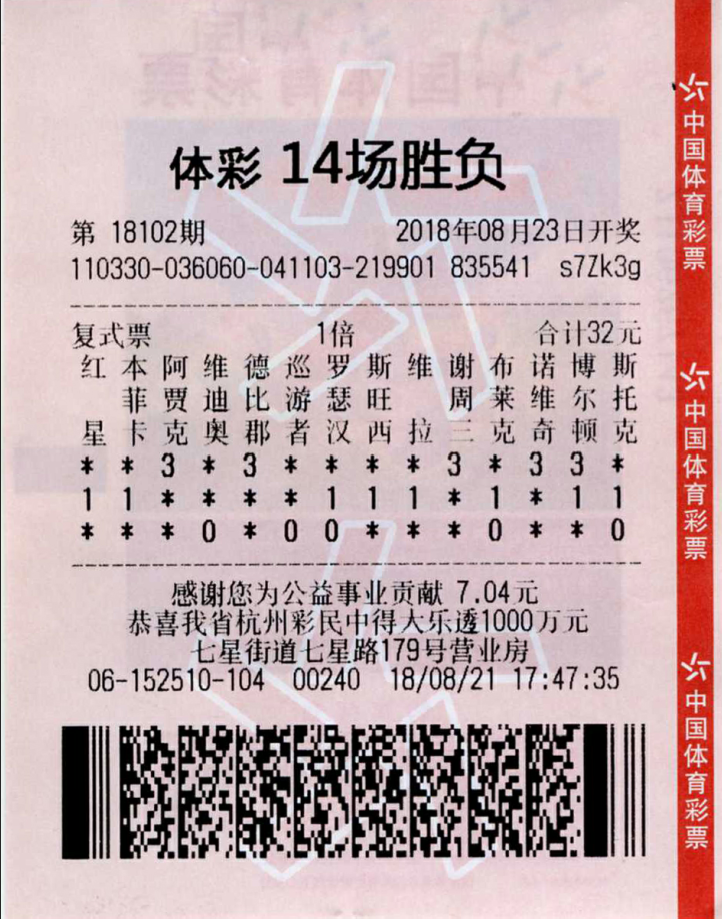 体彩 14场胜负
第 18102期 2018年08月23日开奖
110330-036060-041103-219901 835541 s7Zk3g
复式票 1倍 合计32元
红 本 阿 维 德 巡 罗 斯 维 谢 布 诺 博 斯
菲 贾 迪 比 游 瑟 旺 周 莱 维 尔 托
星 卡 克 奥 郡 者 汉 西 拉 三 克 奇 顿 克
* * 3 * 3 * * * * 3 * 3 3 *
1 1 * * * * 1 1 1 * 1 * 1 1
* * * 0 * 0 0 * * * 0 * * 0
感谢您为公益事业贡献 7.04元
恭喜我省杭州彩民中得大乐透1000万元
七星街道七星路179号营业房
06-152510-104 00240 18/08/21 17:47:35
中国体育彩票
中国体育彩票
中国体育彩票